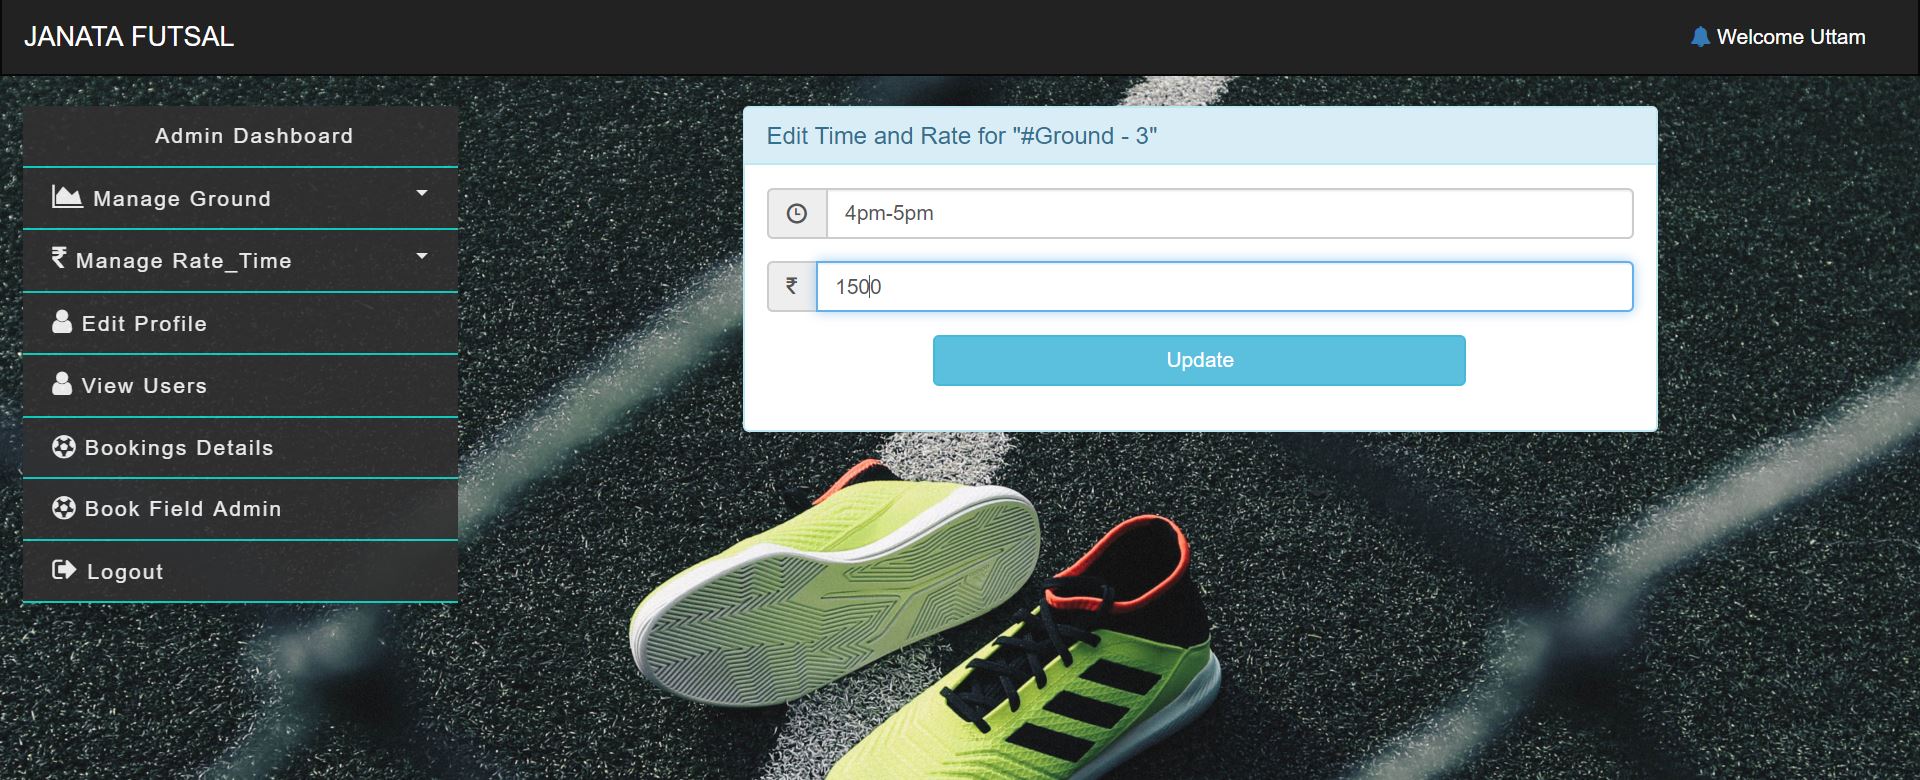 JANATA FUTSAL
Welcome Uttam
Admin Dashboard
Manage Ground
₹ Manage Rate_Time
Edit Profile
View Users
Bookings Details
Book Field Admin
Logout
Edit Time and Rate for "#Ground - 3"
4pm-5pm
₹ 1500
Update